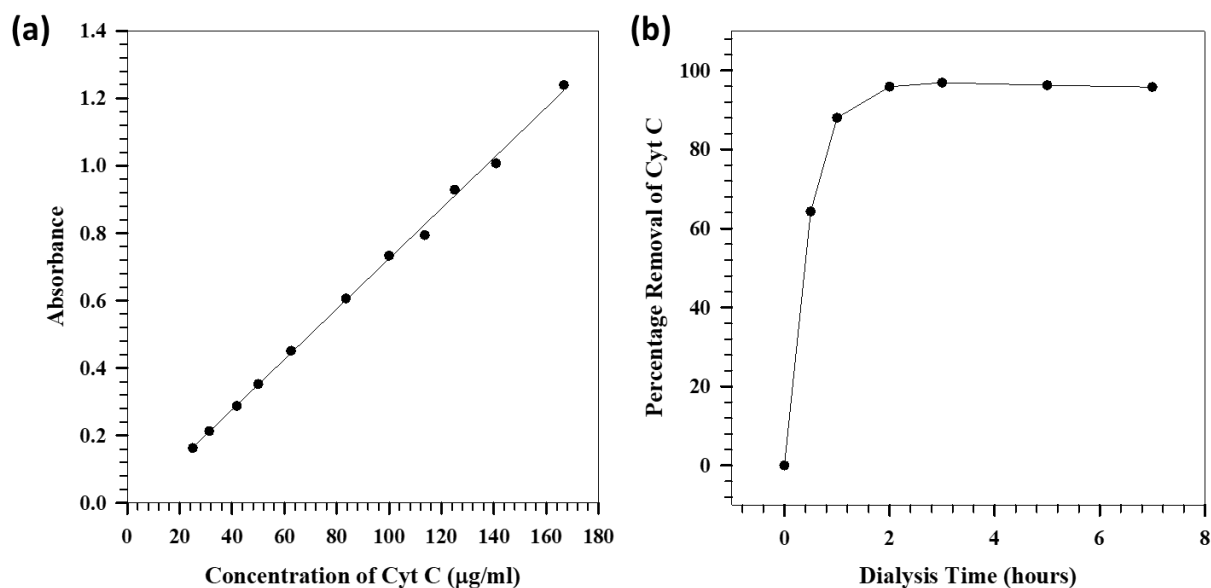 (a)
1.4
1.2
1.0
0.8
0.6
0.4
0.2
0.0
Absorbance
0 20 40 60 80 100 120 140 160 180
Concentration of Cyt C (µg/ml)
(b)
100
80
60
40
20
0
Percentage Removal of Cyt C
0 2 4 6 8
Dialysis Time (hours)